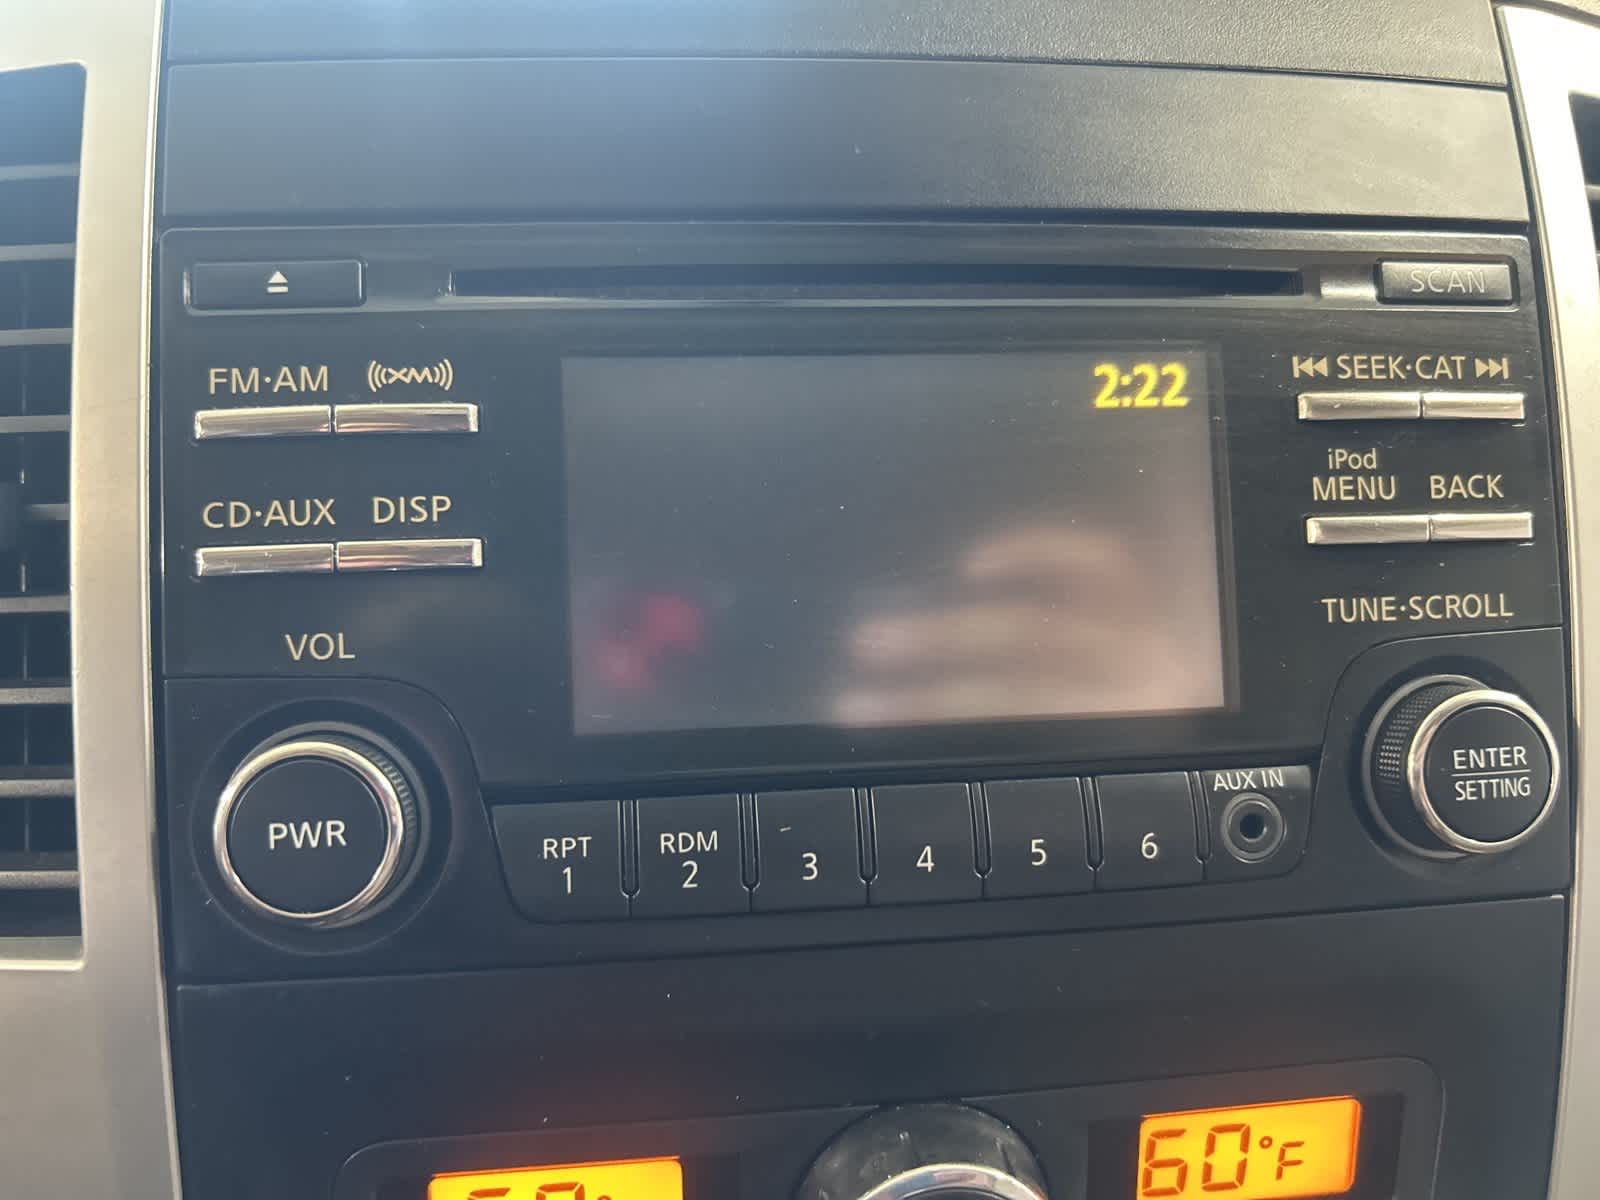 SCAN
FM·AM XM
2:22
SEEK·CAT
CD·AUX DISP
iPod
MENU BACK
VOL
TUNE·SCROLL
PWR
ENTER
SETTING
AUX IN
RPT
1
RDM
2
3
4
5
6
60°F